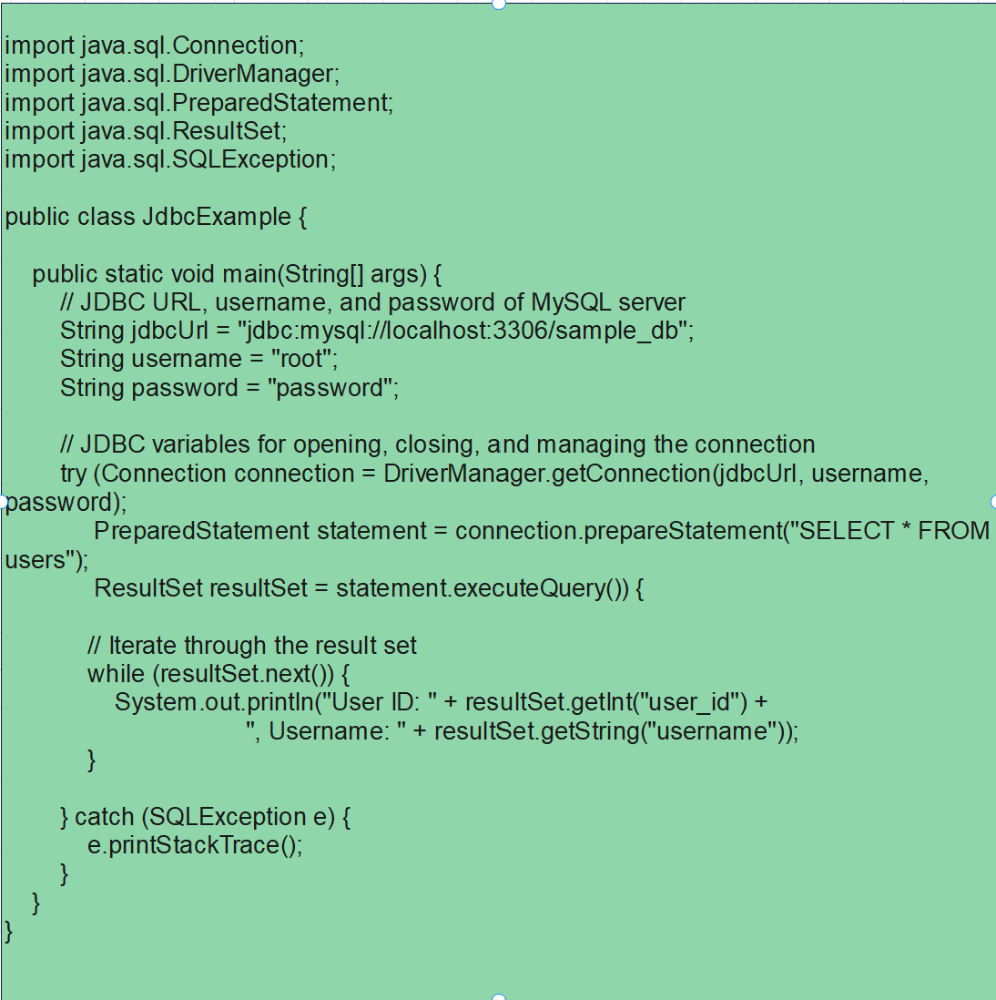 import java.sql.Connection;
import java.sql.DriverManager;
import java.sql.PreparedStatement;
import java.sql.ResultSet;
import java.sql.SQLException;

public class JdbcExample {

    public static void main(String[] args) {
        // JDBC URL, username, and password of MySQL server
        String jdbcUrl = "jdbc:mysql://localhost:3306/sample_db";
        String username = "root";
        String password = "password";

        // JDBC variables for opening, closing, and managing the connection
        try (Connection connection = DriverManager.getConnection(jdbcUrl, username,
password);
             PreparedStatement statement = connection.prepareStatement("SELECT * FROM
users");
             ResultSet resultSet = statement.executeQuery()) {

            // Iterate through the result set
            while (resultSet.next()) {
                System.out.println("User ID: " + resultSet.getInt("user_id") +
                                   ", Username: " + resultSet.getString("username"));
            }

        } catch (SQLException e) {
            e.printStackTrace();
        }
    }
}